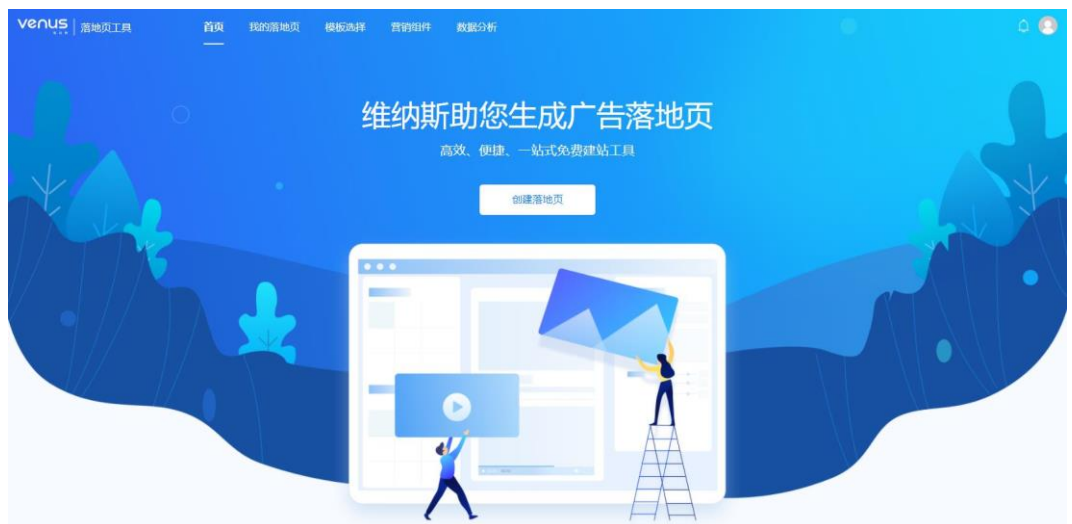 venus 落地页工具
首页 我的落地页 模板选择 营销组件 数据分析
维纳斯助您生成广告落地页
高效、便捷、一站式免费建站工具
创建落地页